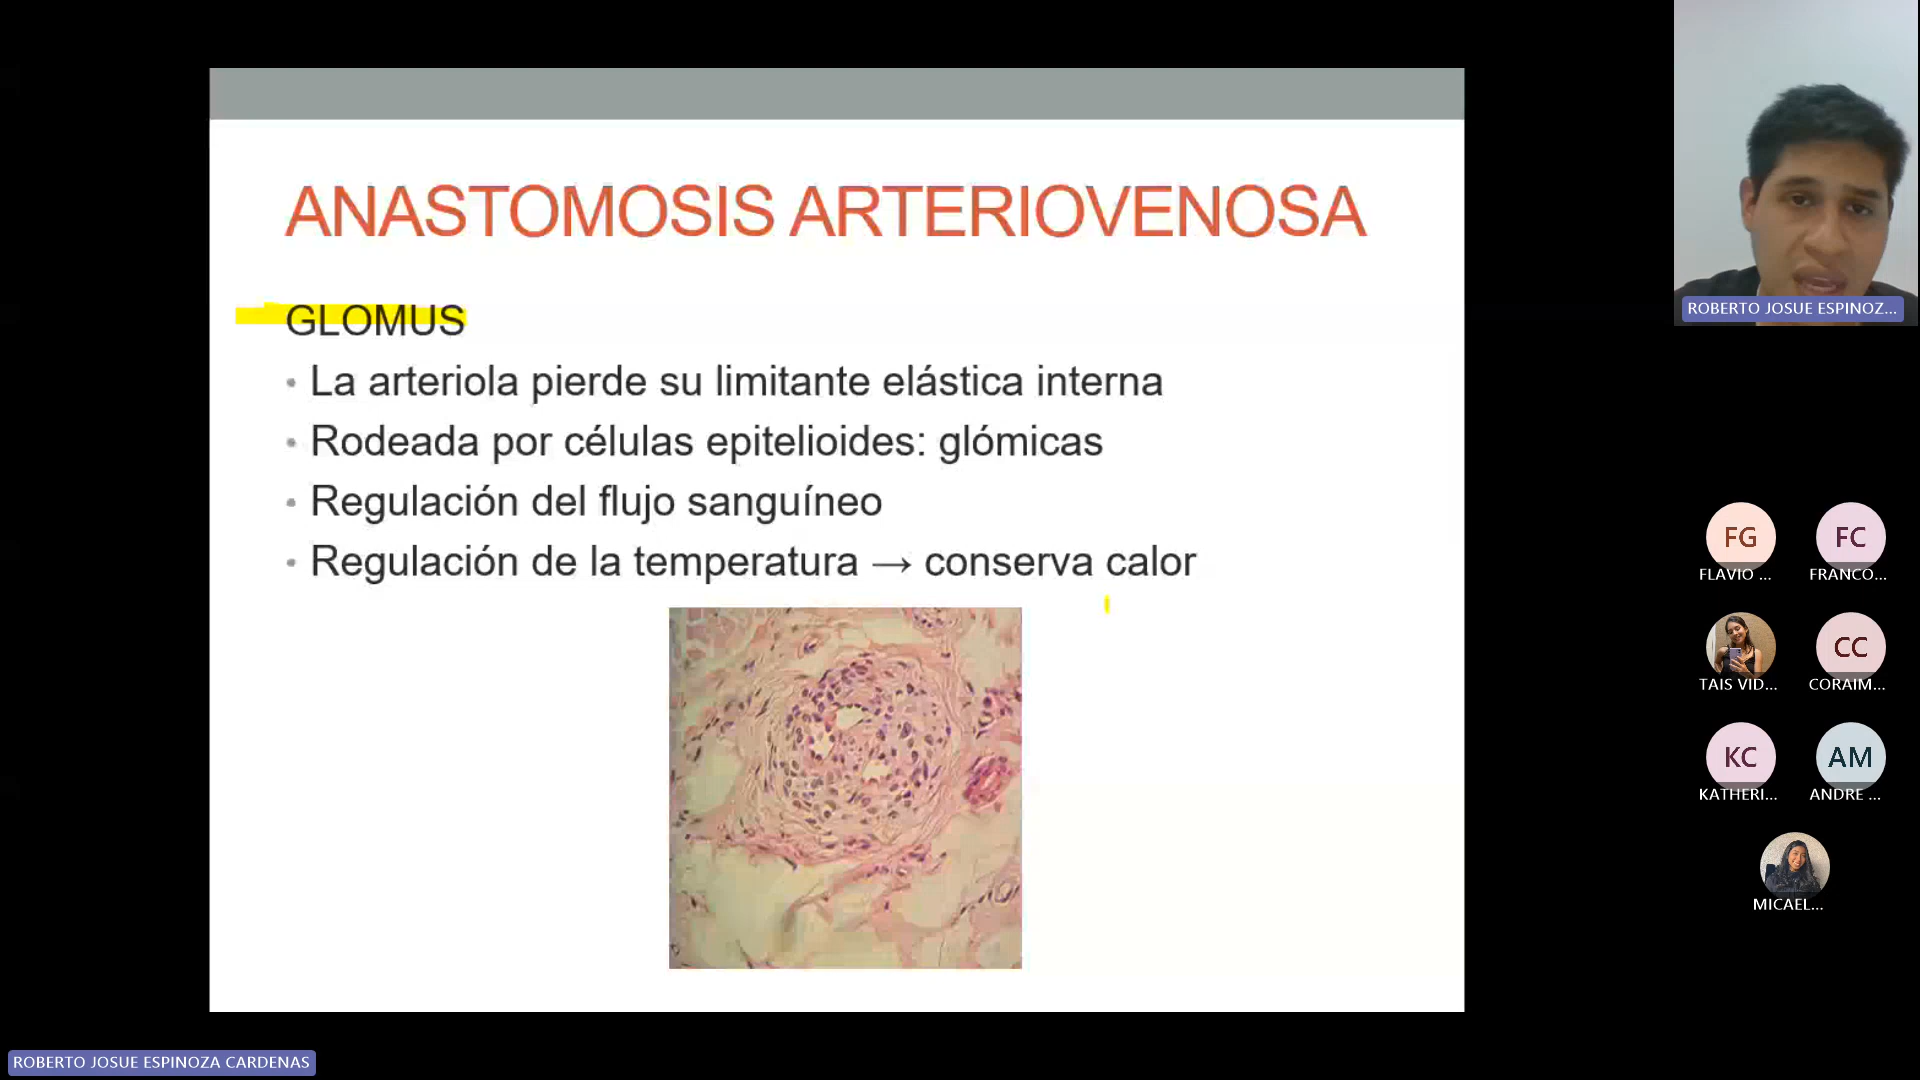 ANASTOMOSIS ARTERIOVENOSA
GLOMUS
• La arteriola pierde su limitante elástica interna
• Rodeada por células epitelioides: glómicas
• Regulación del flujo sanguíneo
• Regulación de la temperatura → conserva calor
ROBERTO JOSUE ESPINOZ...
FG
FC
FLAVIO ...
FRANCO...
CC
TAIS VID...
CORAIM...
KC
AM
KATHERI...
ANDRE ...
MICAEL...
ROBERTO JOSUE ESPINOZA CARDENAS